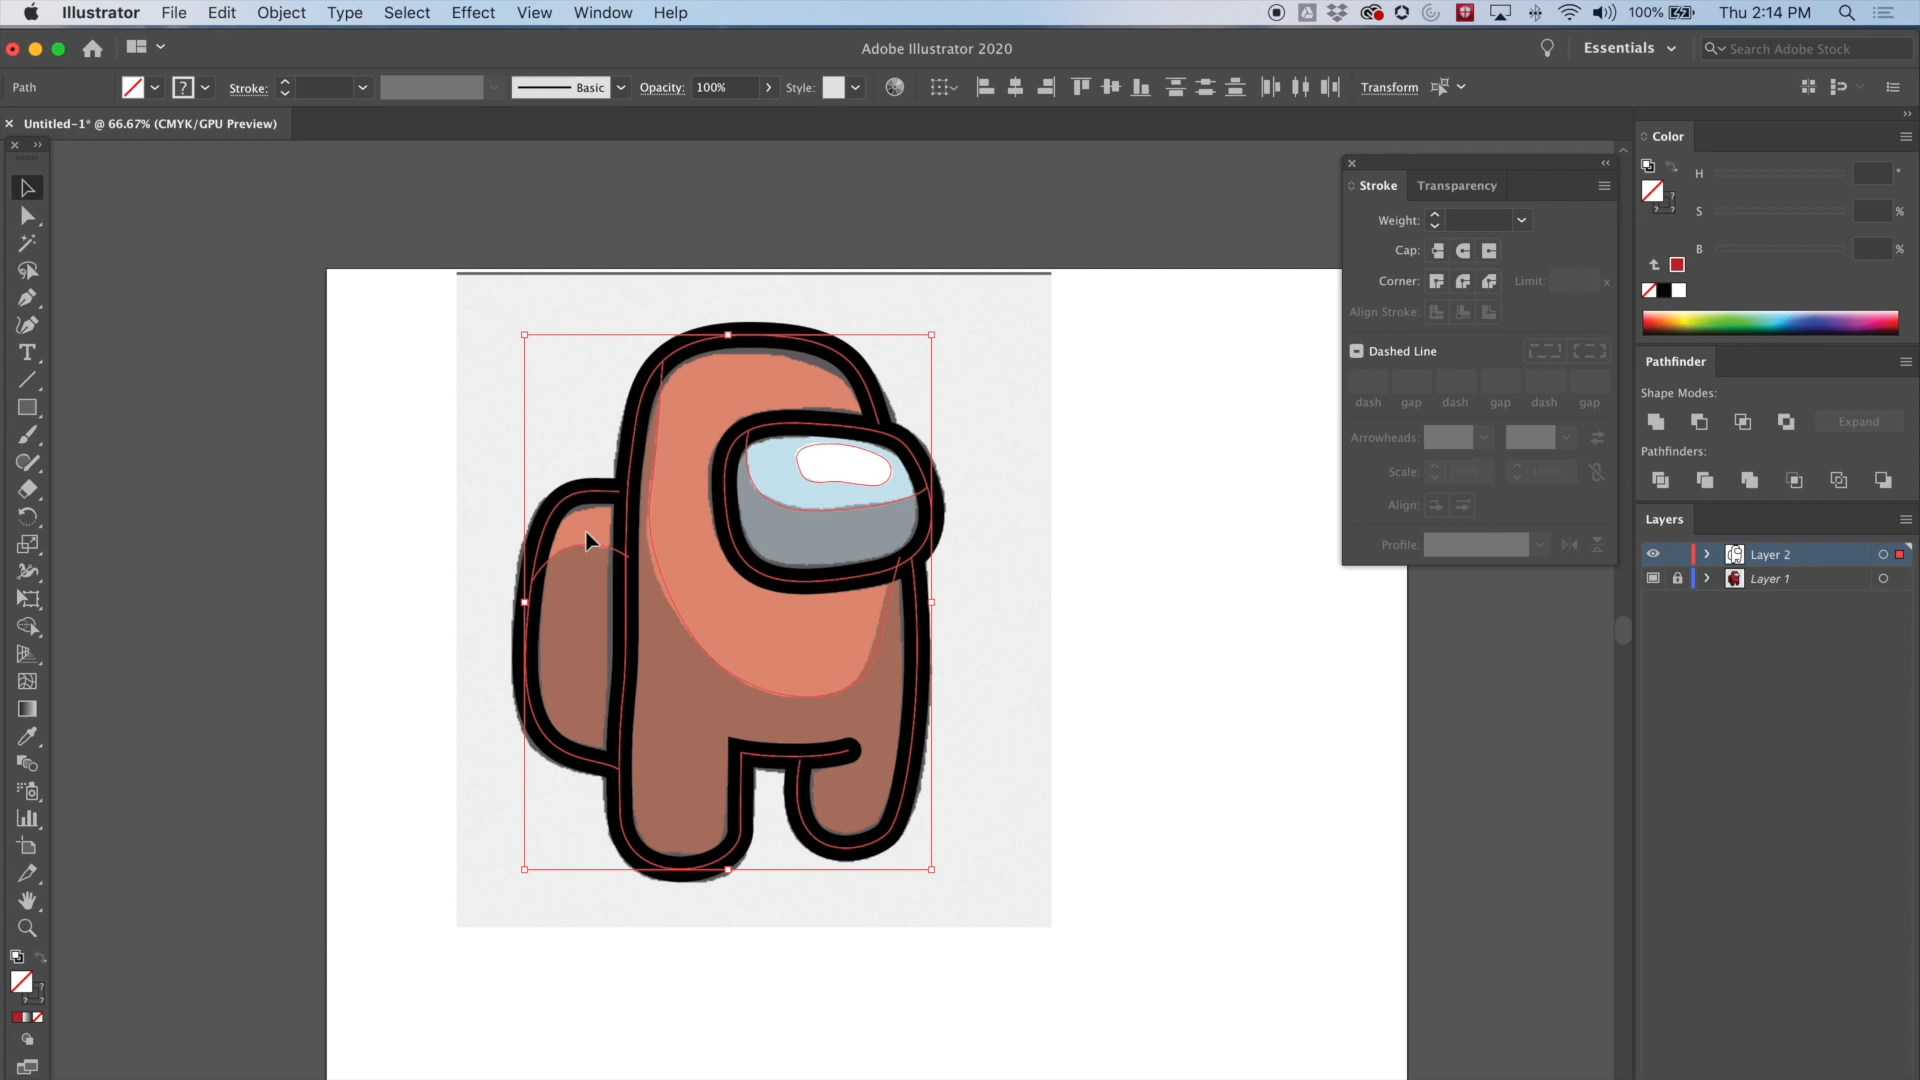 Illustrator File Edit Object Type Select Effect View Window Help
100% Thu 2:14 PM
Adobe Illustrator 2020
Essentials
Search Adobe Stock
Path
?
Stroke:
Basic
Opacity: 100%
Style:
Transform
Untitled-1* @ 66.67% (CMYK/GPU Preview)
T
Stroke Transparency
Weight:
Cap:
Corner:
Limit:
x
Align Stroke:
Dashed Line
dash gap dash gap dash gap
Arrowheads:
Scale: 100% 100%
Align:
Profile:
Color
H °
S %
B %
Pathfinder
Shape Modes:
Expand
Pathfinders:
Layers
Layer 2
Layer 1